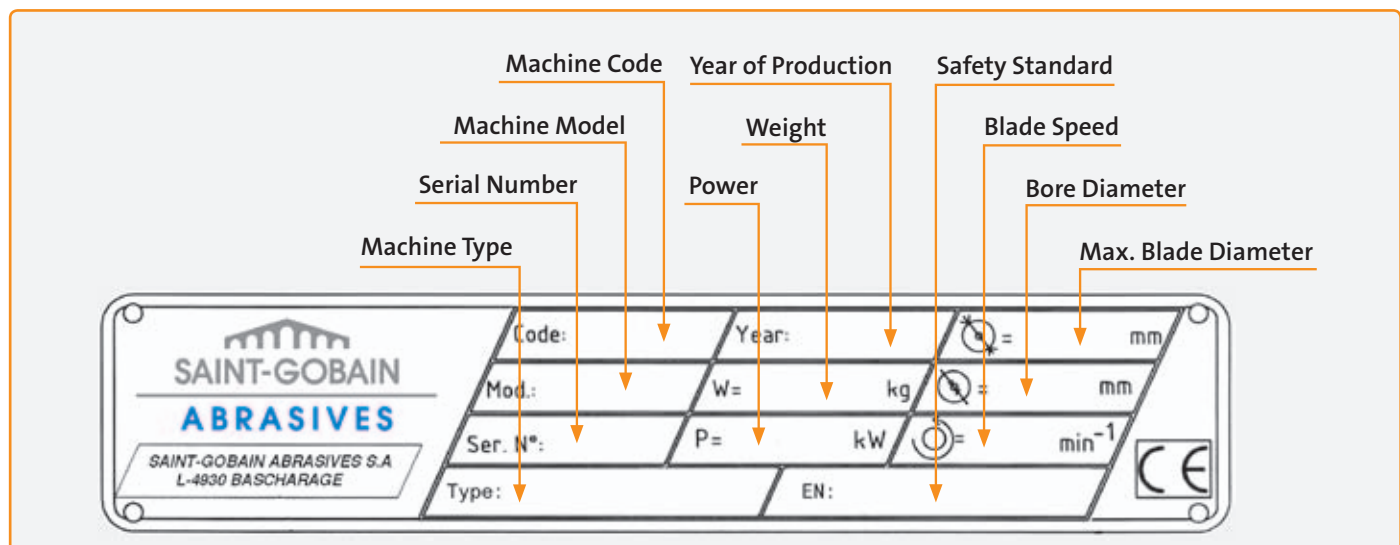 Machine Code
Year of Production
Safety Standard
Machine Model
Weight
Blade Speed
Serial Number
Power
Bore Diameter
Machine Type
Max. Blade Diameter
SAINT-GOBAIN
ABRASIVES
SAINT-GOBAIN ABRASIVES S.A
L-4930 BASCHARAGE
Code:
Year:
= mm
Mod.:
W= kg
= mm
Ser. N°:
P= kW
= min⁻¹
Type:
EN:
CE